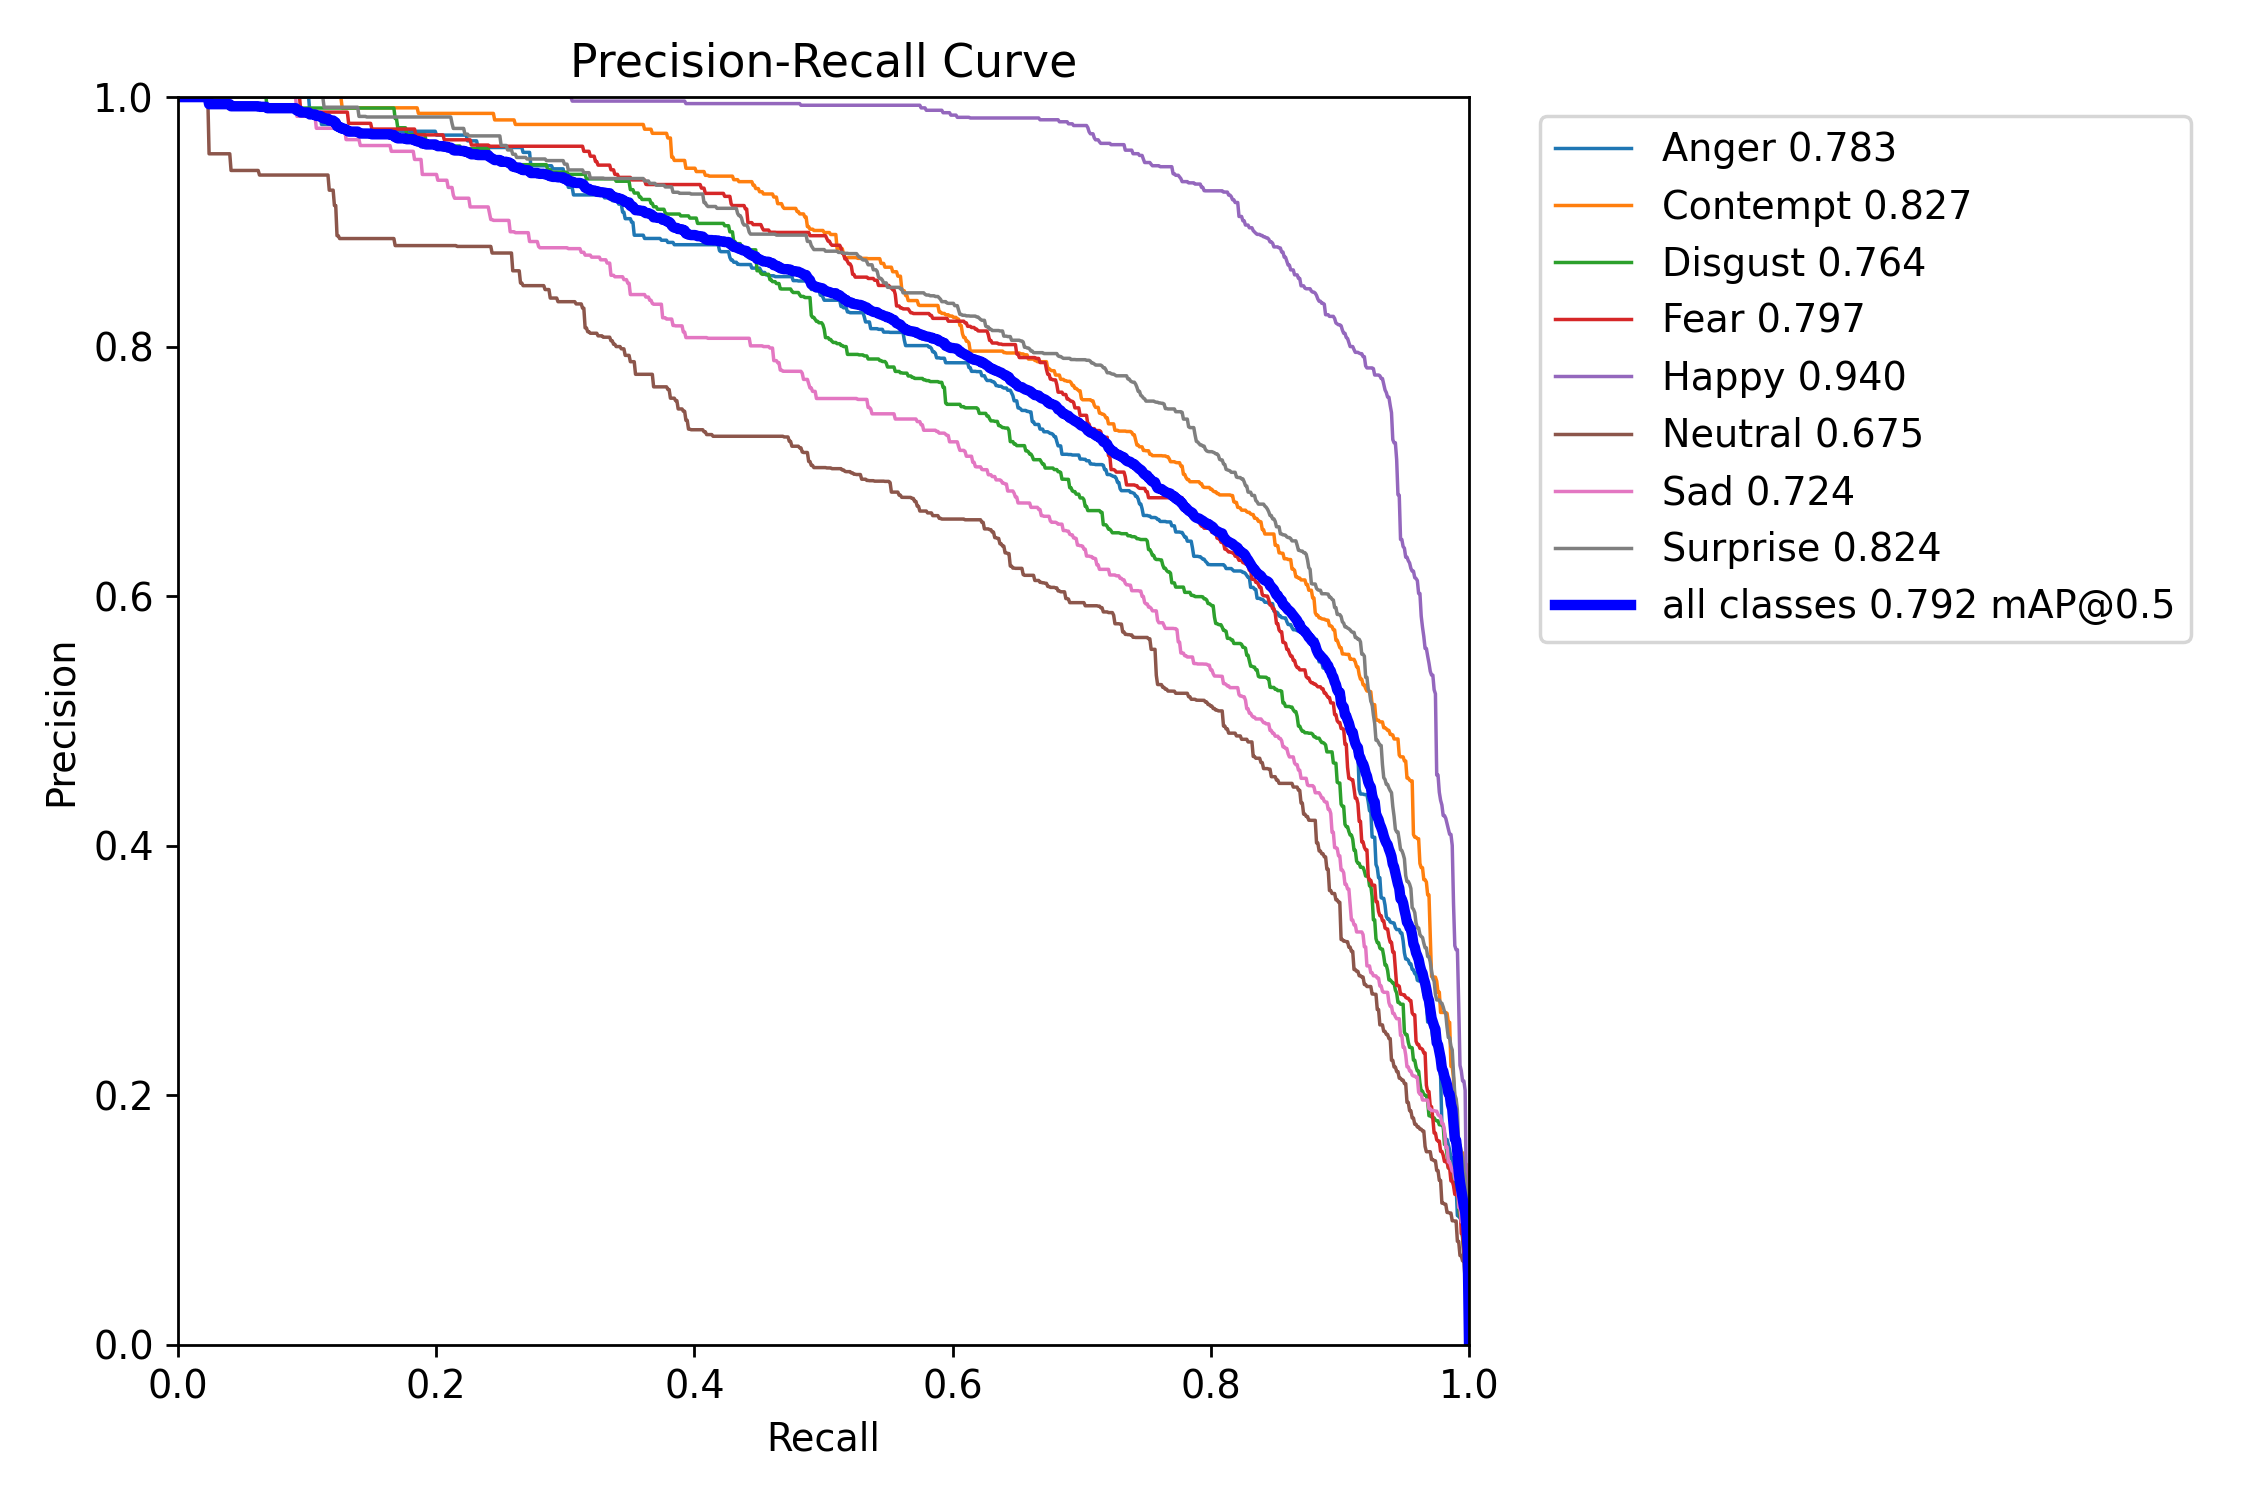 Precision-Recall Curve
1.0
0.8
0.6
0.4
0.2
0.0
Precision
0.0 0.2 0.4 0.6 0.8 1.0
Recall
Anger 0.783
Contempt 0.827
Disgust 0.764
Fear 0.797
Happy 0.940
Neutral 0.675
Sad 0.724
Surprise 0.824
all classes 0.792 mAP@0.5